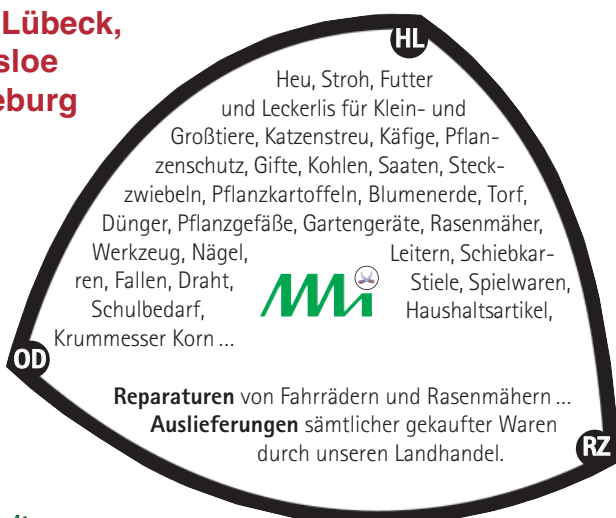 Lübeck,
sloe
eburg
HL
Heu, Stroh, Futter
und Leckerlis für Klein- und
Großtiere, Katzenstreu, Käfige, Pflan-
zenschutz, Gifte, Kohlen, Saaten, Steck-
zwiebeln, Pflanzkartoffeln, Blumenerde, Torf,
Dünger, Pflanzgefäße, Gartengeräte, Rasenmäher,
Werkzeug, Nägel, Leitern, Schiebkar-
ren, Fallen, Draht, Stiele, Spielwaren,
Schulbedarf, Haushaltsartikel,
Krummesser Korn ...
OD
Reparaturen von Fahrrädern und Rasenmähern ...
Auslieferungen sämtlicher gekaufter Waren
durch unseren Landhandel.
RZ